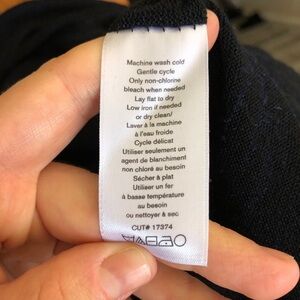 Machine wash cold
Gentle cycle
Only non-chlorine
bleach when needed
Lay flat to dry
Low iron if needed
or dry clean/
Laver à la machine
à l'eau froide
Cycle délicat
Utiliser seulement un
agent de blanchiment
non chloré au besoin
Sécher à plat
Utiliser un fer
à basse température
au besoin
ou nettoyer à sec
CUT# 17374